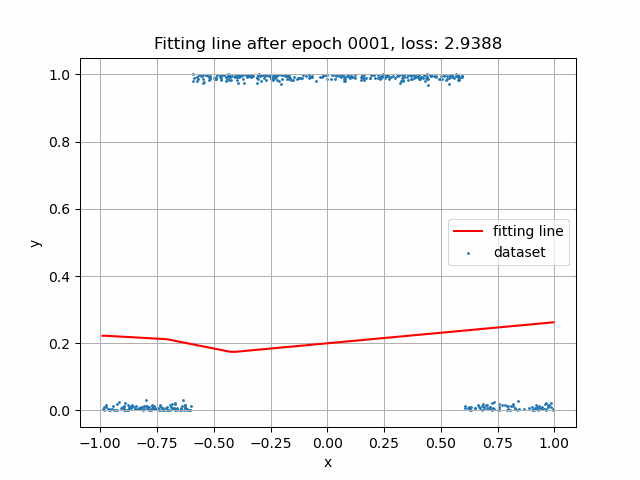 Fitting line after epoch 0001, loss: 2.9388
1.0
0.8
0.6
0.4
0.2
0.0
y
fitting line
dataset
−1.00 −0.75 −0.50 −0.25 0.00 0.25 0.50 0.75 1.00
x